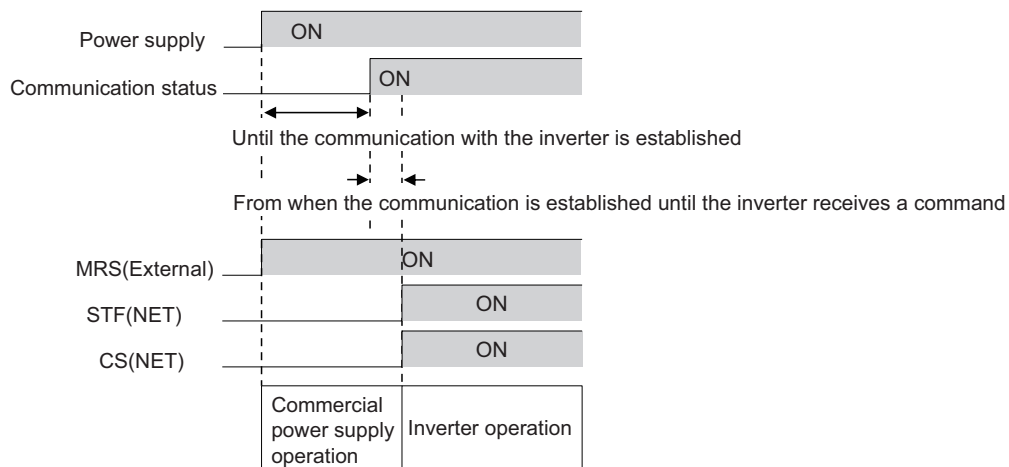 Power supply
ON
Communication status
ON
Until the communication with the inverter is established
From when the communication is established until the inverter receives a command
MRS(External)
ON
STF(NET)
ON
CS(NET)
ON
Commercial
power supply
operation
Inverter operation